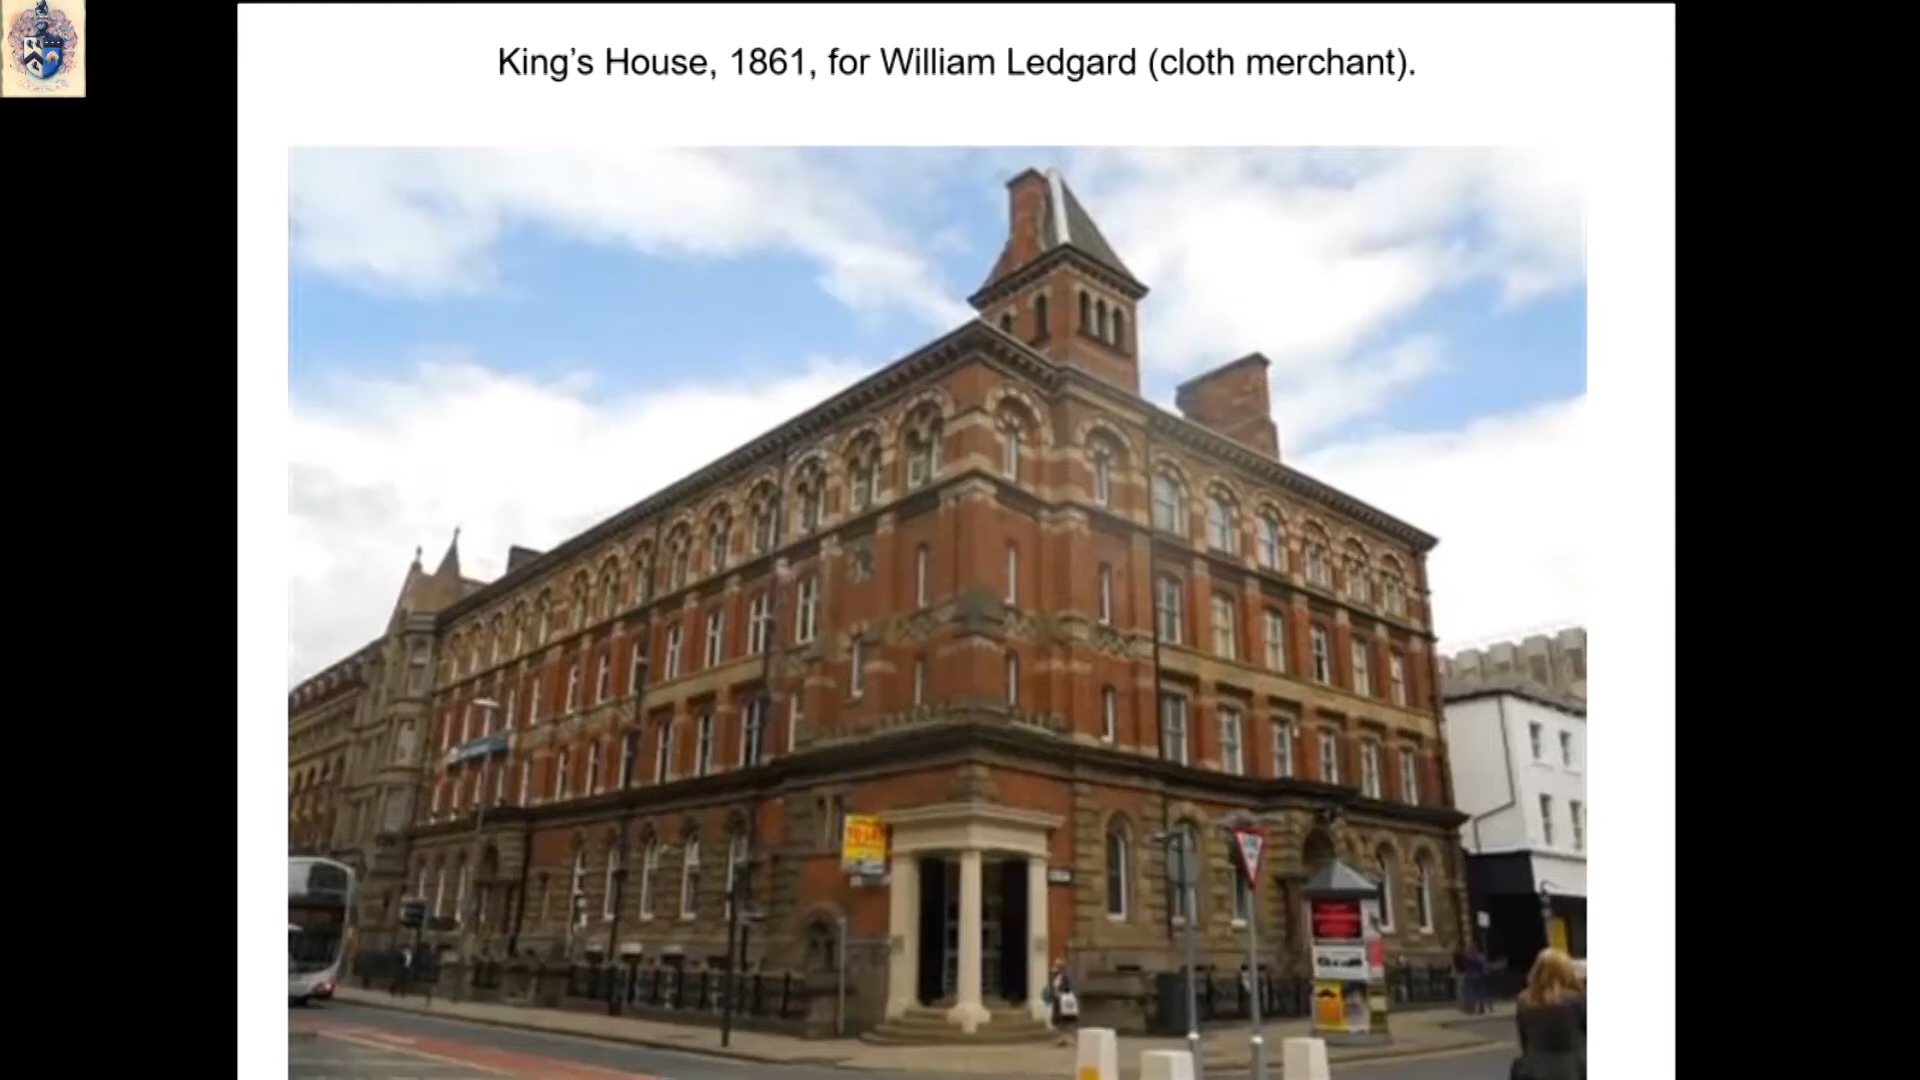 King’s House, 1861, for William Ledgard (cloth merchant).